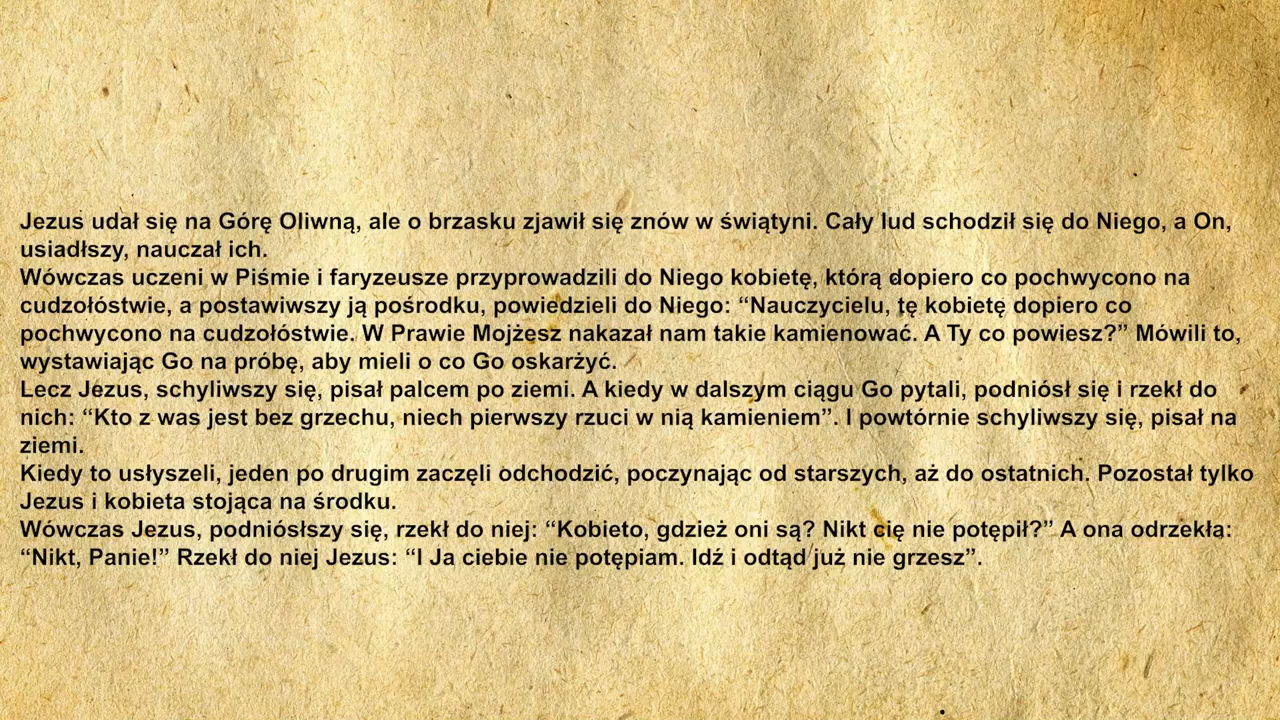 Jezus udał się na Górę Oliwną, ale o brzasku zjawił się znów w świątyni. Cały lud schodził się do Niego, a On,
usiadłszy, nauczał ich.
Wówczas uczeni w Piśmie i faryzeusze przyprowadzili do Niego kobietę, którą dopiero co pochwycono na
cudzołóstwie, a postawiwszy ją pośrodku, powiedzieli do Niego: “Nauczycielu, tę kobietę dopiero co
pochwycono na cudzołóstwie. W Prawie Mojżesz nakazał nam takie kamienować. A Ty co powiesz?” Mówili to,
wystawiając Go na próbę, aby mieli o co Go oskarżyć.
Lecz Jezus, schyliwszy się, pisał palcem po ziemi. A kiedy w dalszym ciągu Go pytali, podniósł się i rzekł do
nich: “Kto z was jest bez grzechu, niech pierwszy rzuci w nią kamieniem”. I powtórnie schyliwszy się, pisał na
ziemi.
Kiedy to usłyszeli, jeden po drugim zaczęli odchodzić, poczynając od starszych, aż do ostatnich. Pozostał tylko
Jezus i kobieta stojąca na środku.
Wówczas Jezus, podniósłszy się, rzekł do niej: “Kobieto, gdzież oni są? Nikt cię nie potępił?” A ona odrzekła:
“Nikt, Panie!” Rzekł do niej Jezus: “I Ja ciebie nie potępiam. Idź i odtąd już nie grzesz”.